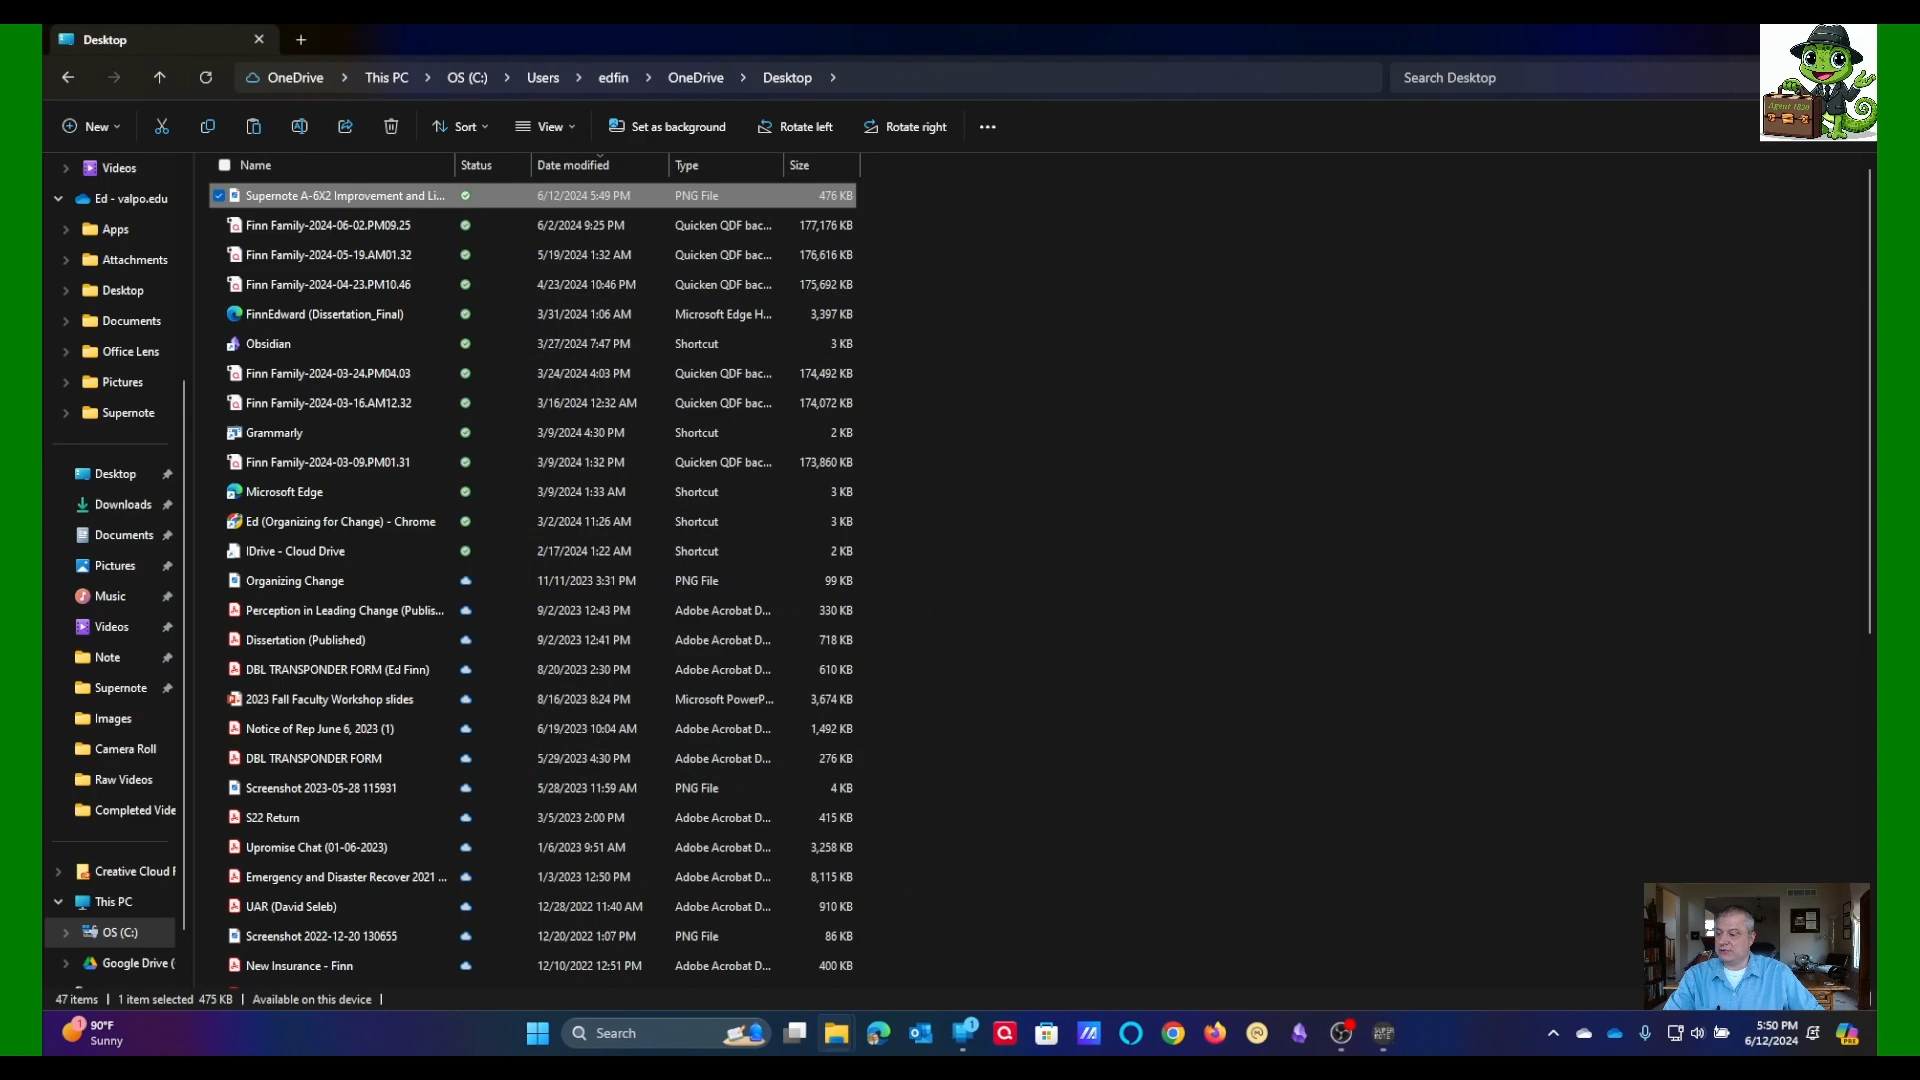 Desktop
OneDrive > This PC > OS (C:) > Users > edfin > OneDrive > Desktop >
Search Desktop
Agent 1820
New
Sort
View
Set as background
Rotate left
Rotate right
Name Status Date modified Type Size
Supernote A-6X2 Improvement and Li... 6/12/2024 5:49 PM PNG File 476 KB
Finn Family-2024-06-02.PM09.25 6/2/2024 9:25 PM Quicken QDF bac... 177,176 KB
Finn Family-2024-05-19.AM01.32 5/19/2024 1:32 AM Quicken QDF bac... 176,616 KB
Finn Family-2024-04-23.PM10.46 4/23/2024 10:46 PM Quicken QDF bac... 175,692 KB
FinnEdward (Dissertation_Final) 3/31/2024 1:06 AM Microsoft Edge H... 3,397 KB
Obsidian 3/27/2024 7:47 PM Shortcut 3 KB
Finn Family-2024-03-24.PM04.03 3/24/2024 4:03 PM Quicken QDF bac... 174,492 KB
Finn Family-2024-03-16.AM12.32 3/16/2024 12:32 AM Quicken QDF bac... 174,072 KB
Grammarly 3/9/2024 4:30 PM Shortcut 2 KB
Finn Family-2024-03-09.PM01.31 3/9/2024 1:32 PM Quicken QDF bac... 173,860 KB
Microsoft Edge 3/9/2024 1:33 AM Shortcut 3 KB
Ed (Organizing for Change) - Chrome 3/2/2024 11:26 AM Shortcut 3 KB
IDrive - Cloud Drive 2/17/2024 1:22 AM Shortcut 2 KB
Organizing Change 11/11/2023 3:31 PM PNG File 99 KB
Perception in Leading Change (Publis... 9/2/2023 12:43 PM Adobe Acrobat D... 330 KB
Dissertation (Published) 9/2/2023 12:41 PM Adobe Acrobat D... 718 KB
DBL TRANSPONDER FORM (Ed Finn) 8/20/2023 2:30 PM Adobe Acrobat D... 610 KB
2023 Fall Faculty Workshop slides 8/16/2023 8:24 PM Microsoft PowerP... 3,674 KB
Notice of Rep June 6, 2023 (1) 6/19/2023 10:04 AM Adobe Acrobat D... 1,492 KB
DBL TRANSPONDER FORM 5/29/2023 4:30 PM Adobe Acrobat D... 276 KB
Screenshot 2023-05-28 115931 5/28/2023 11:59 AM PNG File 4 KB
S22 Return 3/5/2023 2:00 PM Adobe Acrobat D... 415 KB
Upromise Chat (01-06-2023) 1/6/2023 9:51 AM Adobe Acrobat D... 3,258 KB
Emergency and Disaster Recover 2021 ... 1/3/2023 12:50 PM Adobe Acrobat D... 8,115 KB
UAR (David Seleb) 12/28/2022 11:40 AM Adobe Acrobat D... 910 KB
Screenshot 2022-12-20 130655 12/20/2022 1:07 PM PNG File 86 KB
New Insurance - Finn 12/10/2022 12:51 PM Adobe Acrobat D... 400 KB
Videos
Ed - valpo.edu
Apps
Attachments
Desktop
Documents
Office Lens
Pictures
Supernote
Desktop
Downloads
Documents
Pictures
Music
Videos
Note
Supernote
Images
Camera Roll
Raw Videos
Completed Vide
Creative Cloud F
This PC
OS (C:)
Google Drive (
47 items | 1 item selected 475 KB | Available on this device |
1
90°F
Sunny
Search
1
SUPER
NOTE
5:50 PM
6/12/2024
PRE